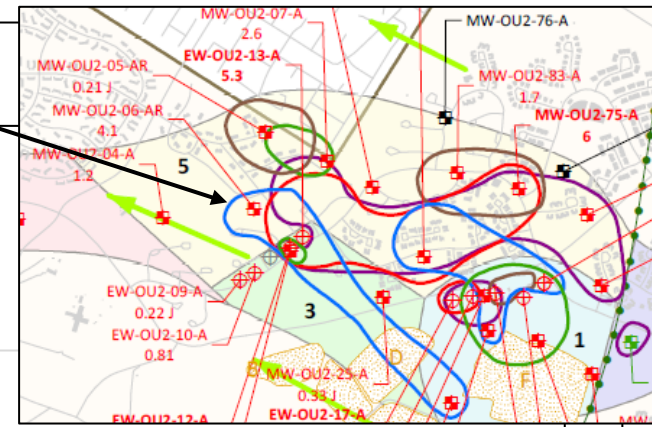 MW-OU2-07-A
2.6
MW-OU2-76-A
EW-OU2-13-A
5.3
MW-OU2-05-AR
0.21 J
MW-OU2-83-A
1.7
MW-OU2-06-AR
4.1
MW-OU2-75-A
6
MW-OU2-04-A
1.2
5
EW-OU2-09-A
0.22 J
3
EW-OU2-10-A
0.81
1
D
B
MW-OU2-25-A
0.33 J
F
EW-OU2-12-A
EW-OU2-17-A